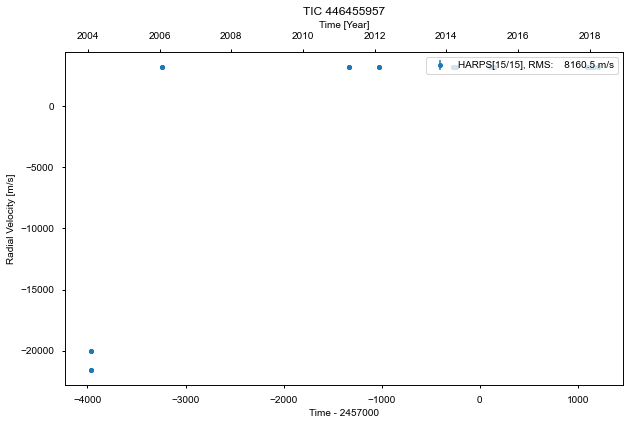 TIC 446455957
Time [Year]
2004 2006 2008 2010 2012 2014 2016 2018
HARPS[15/15], RMS: 8160.5 m/s
0
−5000
−10000
−15000
−20000
Radial Velocity [m/s]
−4000 −3000 −2000 −1000 0 1000
Time - 2457000